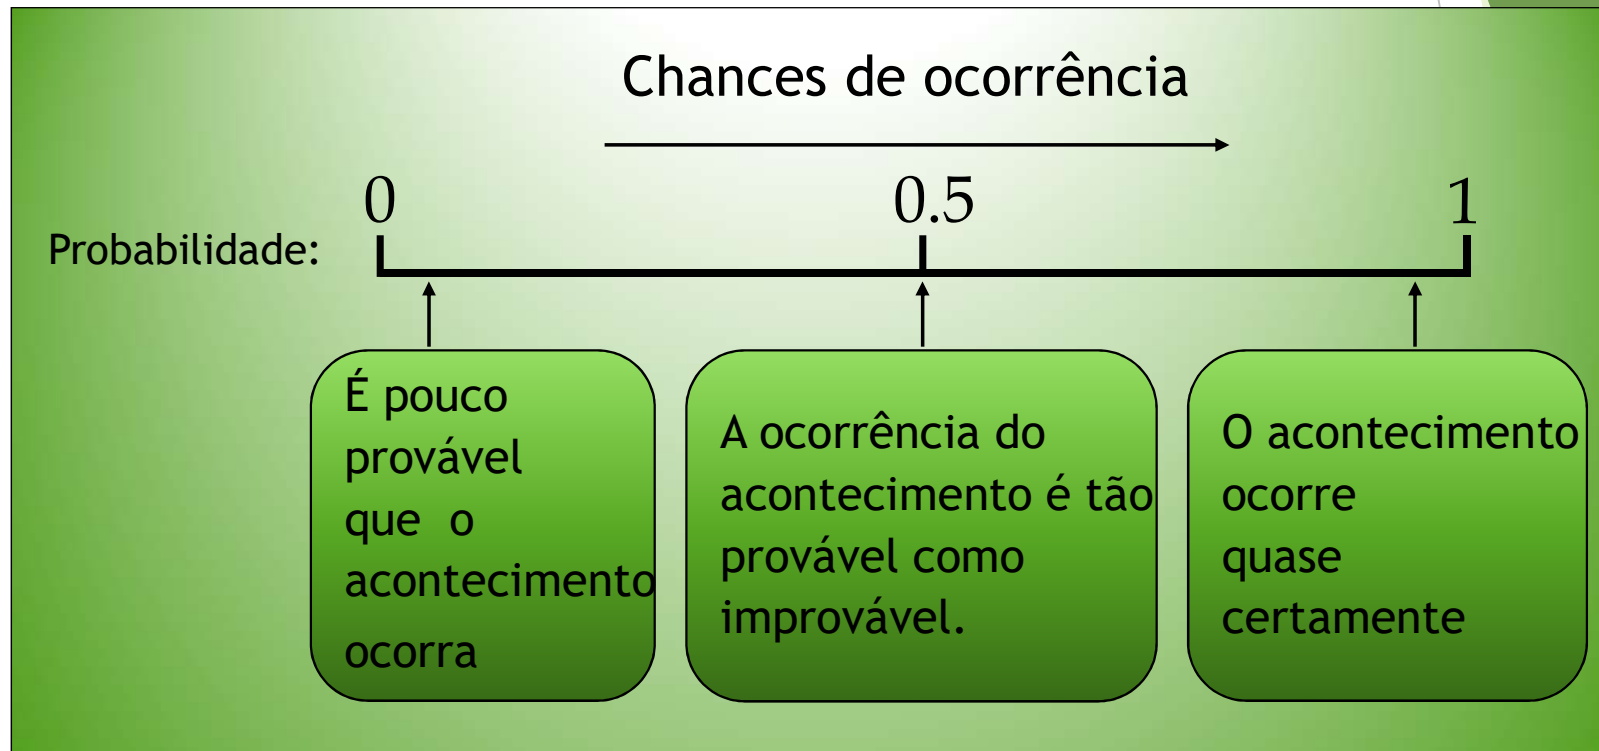 Chances de ocorrência
0
0.5
1
Probabilidade:
É pouco
provável
que o
acontecimento
ocorra
A ocorrência do
acontecimento é tão
provável como
improvável.
O acontecimento
ocorre
quase
certamente